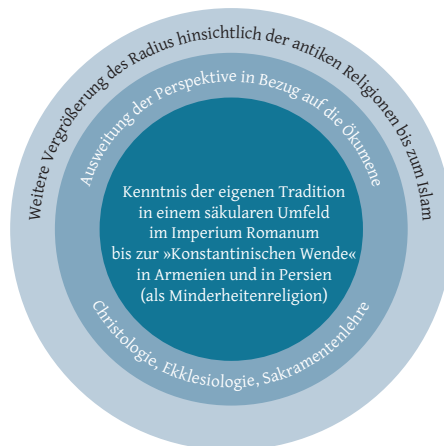 Weitere Vergrößerung des Radius hinsichtlich der antiken Religionen bis zum Islam
Ausweitung der Perspektive in Bezug auf die Ökumene
Kenntnis der eigenen Tradition
in einem säkularen Umfeld
im Imperium Romanum
bis zur »Konstantinischen Wende«
in Armenien und in Persien
(als Minderheitenreligion)
Christologie, Ekklesiologie, Sakramentenlehre